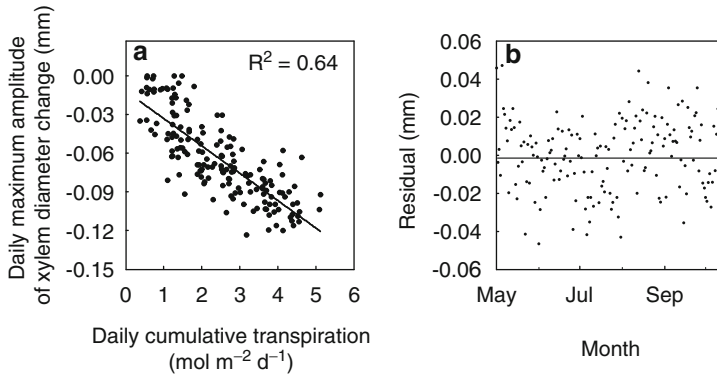 a
R² = 0.64
0.00
-0.03
-0.06
-0.09
-0.12
-0.15
0 1 2 3 4 5 6
Daily maximum amplitude
of xylem diameter change (mm)
Daily cumulative transpiration
(mol m⁻² d⁻¹)
b
0.06
0.04
0.02
0.00
-0.02
-0.04
-0.06
May Jul Sep
Residual (mm)
Month